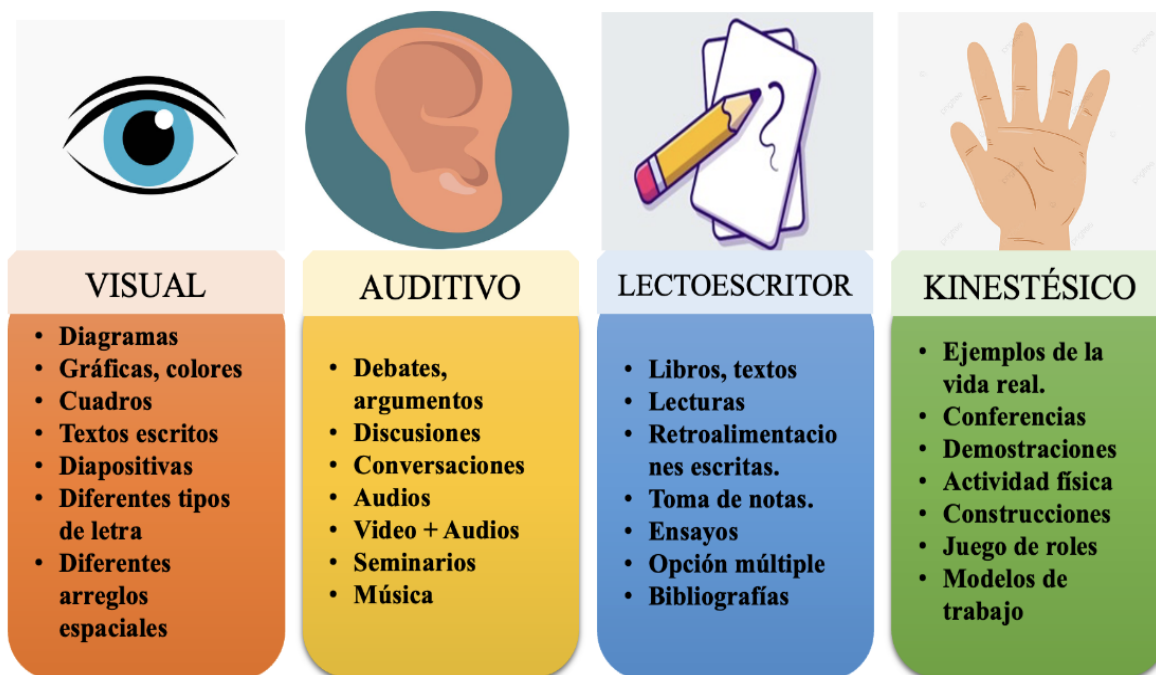 VISUAL
• Diagramas
• Gráficas, colores
• Cuadros
• Textos escritos
• Diapositivas
• Diferentes tipos
de letra
• Diferentes
arreglos
espaciales
AUDITIVO
• Debates,
argumentos
• Discusiones
• Conversaciones
• Audios
• Video + Audios
• Seminarios
• Música
LECTOESCRITOR
• Libros, textos
• Lecturas
• Retroalimentacio
nes escritas.
• Toma de notas.
• Ensayos
• Opción múltiple
• Bibliografías
KINESTÉSICO
• Ejemplos de la
vida real.
• Conferencias
• Demostraciones
• Actividad física
• Construcciones
• Juego de roles
• Modelos de
trabajo